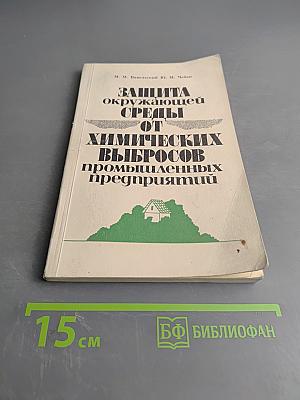 ЗАЩИТА
окружающей
СРЕДЫ
ОТ
ХИМИЧЕСКИХ
ВЫБРОСОВ
промышленных
предприятий
15 см
БФ БИБЛИОФАН